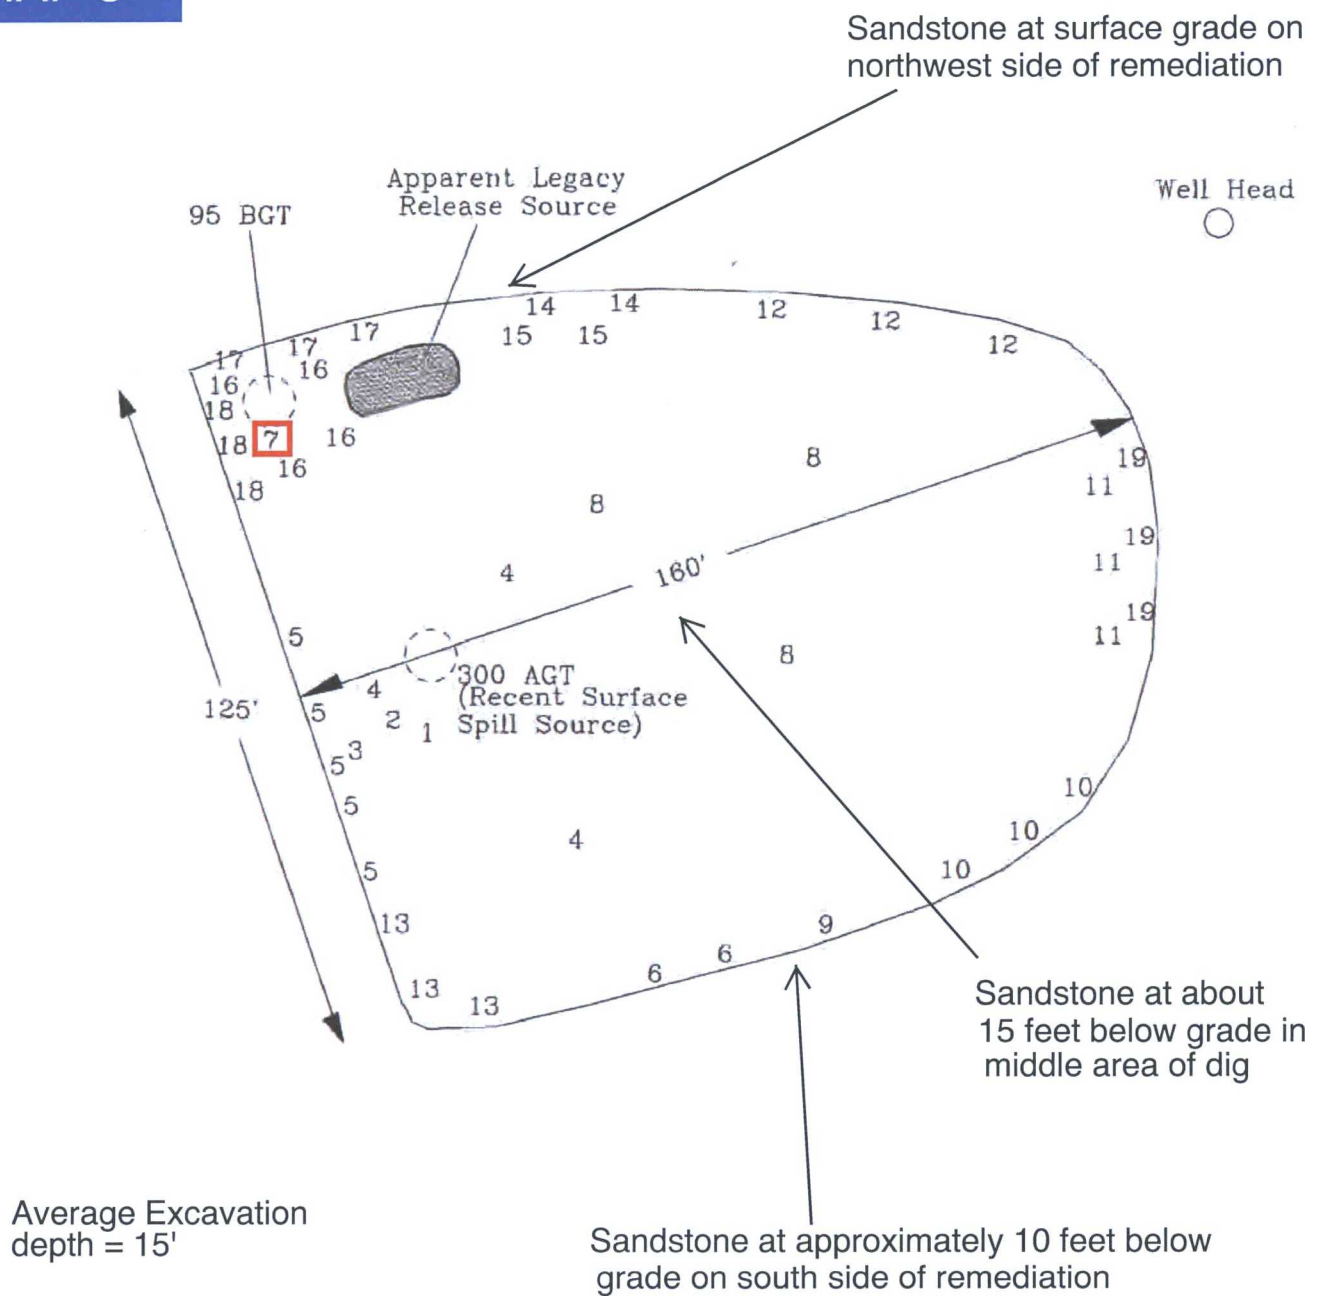 Sandstone at surface grade on
northwest side of remediation
Apparent Legacy
Release Source
Well Head
95 BGT
14 14
12
12
12
17
17
17
15 15
16
16
18
18 7 16
16
18
8
8
19
11
19
11
19
11
4
160'
5
8
300 AGT
(Recent Surface
Spill Source)
4
125'
5
2
1
3
5
5
4
10
10
10
5
13
9
6
6
13
13
Sandstone at about
15 feet below grade in
middle area of dig
Average Excavation
depth = 15'
Sandstone at approximately 10 feet below
grade on south side of remediation